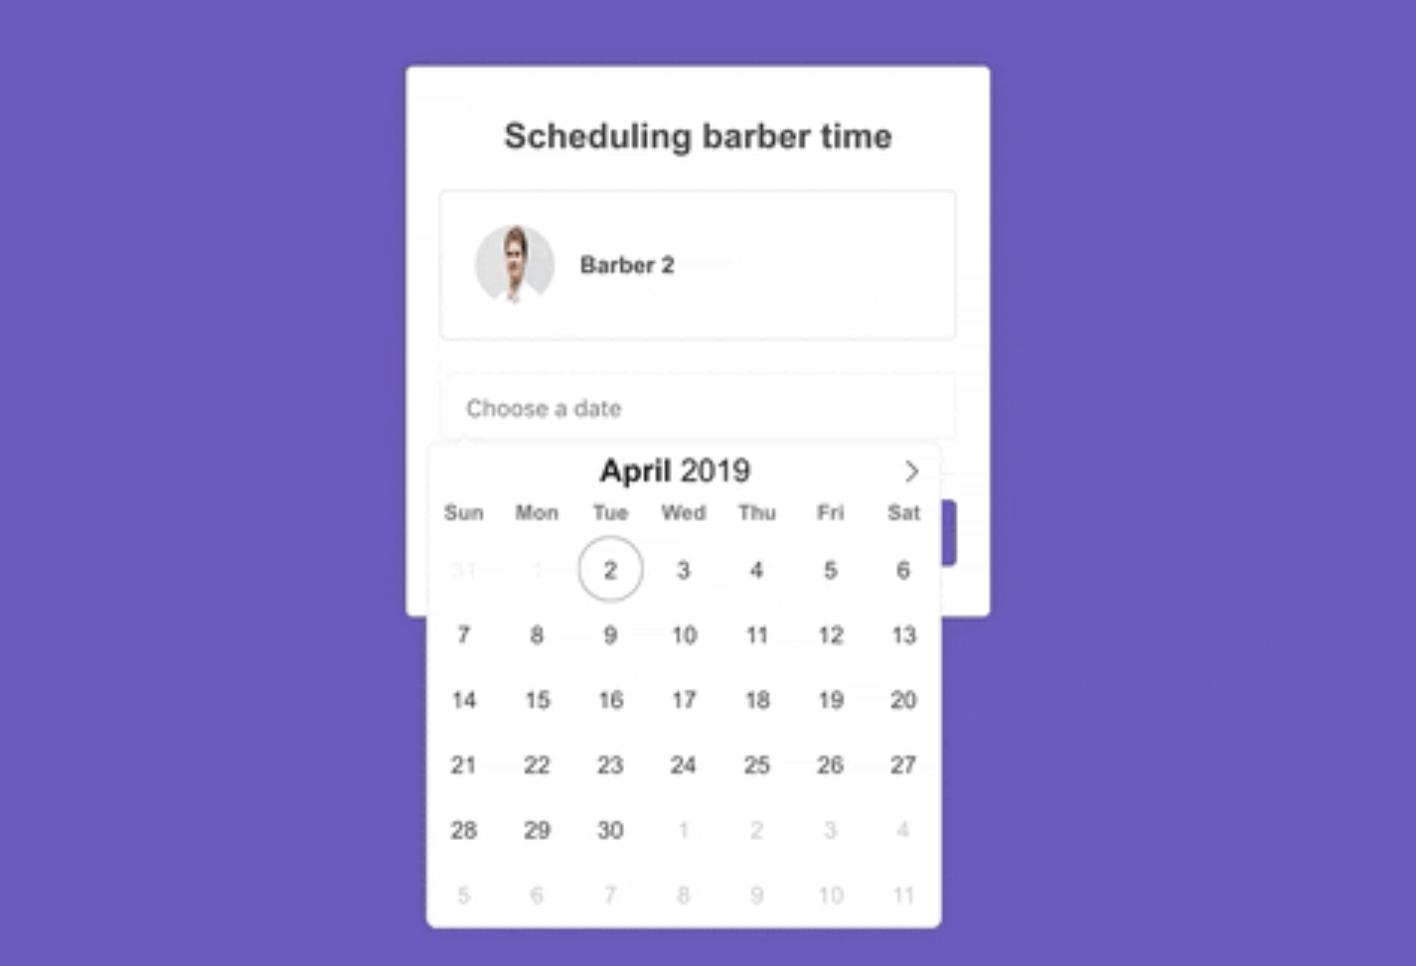 Scheduling barber time
Barber 2
Choose a date
April 2019
Sun Mon Tue Wed Thu Fri Sat
31 1 2 3 4 5 6
7 8 9 10 11 12 13
14 15 16 17 18 19 20
21 22 23 24 25 26 27
28 29 30 1 2 3 4
5 6 7 8 9 10 11